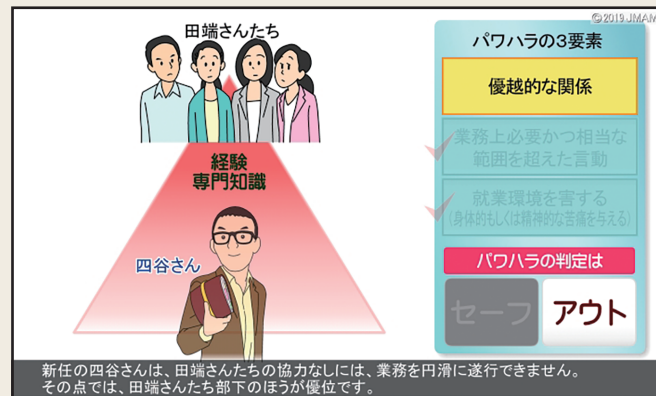 ©2019 JMAM
田端さんたち
経験
専門知識
四谷さん
パワハラの3要素
優越的な関係
業務上必要かつ相当な
範囲を超えた言動
就業環境を害する
(身体的もしくは精神的な苦痛を与える)
パワハラの判定は
セーフ
アウト
新任の四谷さんは、田端さんたちの協力なしには、業務を円滑に遂行できません。
その点では、田端さんたち部下のほうが優位です。